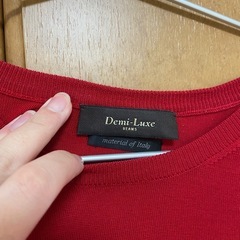 Demi-Luxe
BEAMS
material of Italy